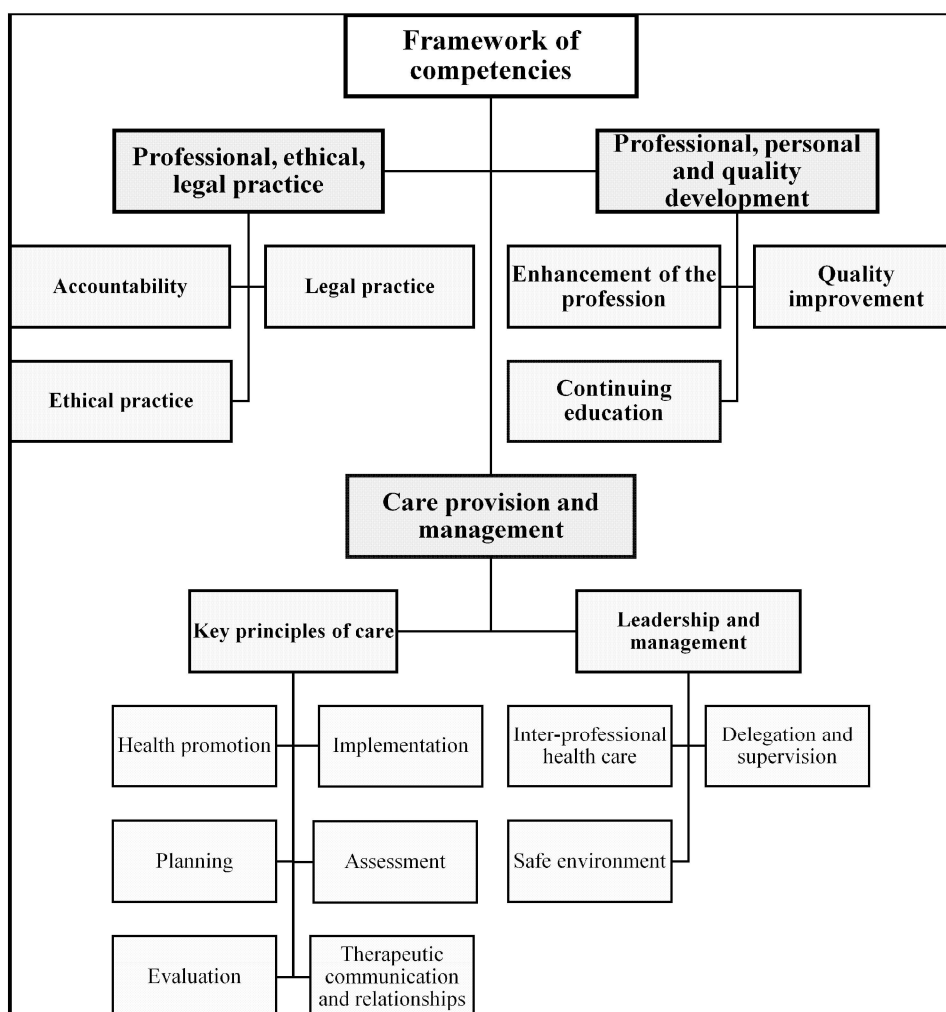 Framework of
competencies
Professional, ethical,
legal practice
Professional, personal
and quality
development
Accountability
Legal practice
Enhancement of the
profession
Quality
improvement
Ethical practice
Continuing
education
Care provision and
management
Key principles of care
Leadership and
management
Health promotion
Implementation
Inter-professional
health care
Delegation and
supervision
Planning
Assessment
Safe environment
Evaluation
Therapeutic
communication
and relationships